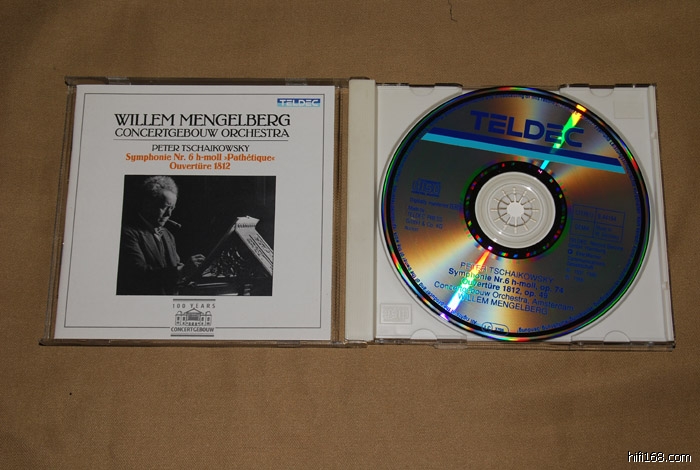 TELDEC
WILLEM MENGELBERG
CONCERTGEBOUW ORCHESTRA
PETER TSCHAIKOWSKY
Symphonie Nr. 6 h-moll »Pathétique«
Ouvertüre 1812
100 YEARS
CONCERTGEBOUW
TELDEC
PETER TSCHAIKOWSKY
Symphonie Nr. 6 h-moll, op. 74
Ouvertüre 1812, op. 49
Concertgebouw Orchestra, Amsterdam
WILLEM MENGELBERG
hifi168.com